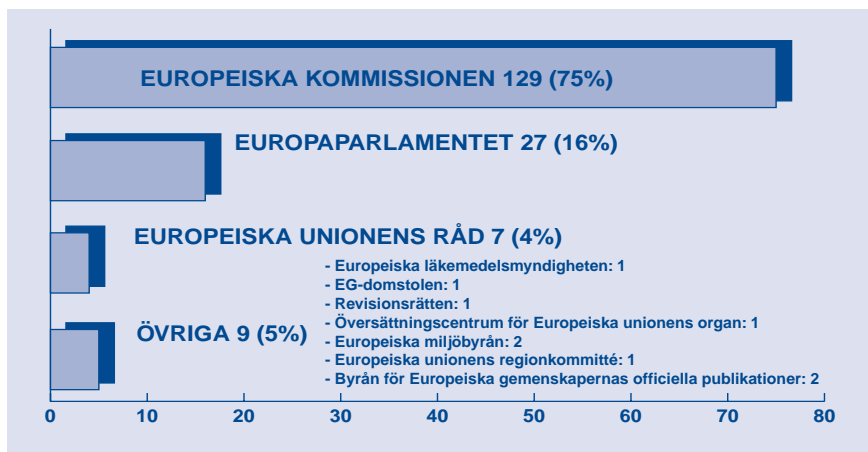 EUROPEISKA KOMMISSIONEN 129 (75%)
EUROPAPARLAMENTET 27 (16%)
EUROPEISKA UNIONENS RÅD 7 (4%)
- Europeiska läkemedelsmyndigheten: 1
- EG-domstolen: 1
- Revisionsrätten: 1
- Översättningscentrum för Europeiska unionens organ: 1
ÖVRIGA 9 (5%)
- Europeiska miljöbyrån: 2
- Europeiska unionens regionkommitté: 1
- Byrån för Europeiska gemenskapernas officiella publikationer: 2
0 10 20 30 40 50 60 70 80